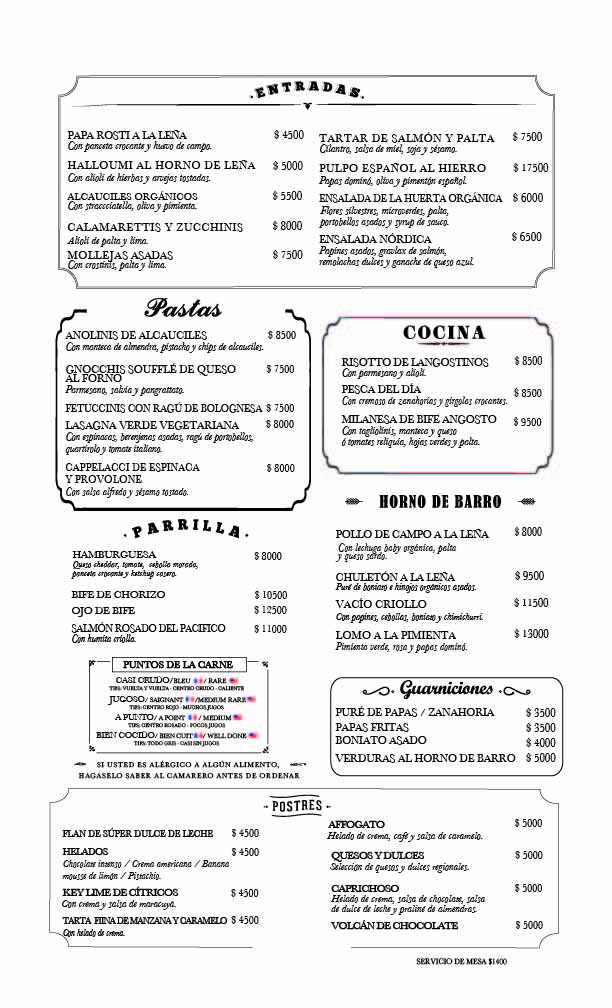 .ENTRADAS.
PAPA ROSTI A LA LEÑA $ 4500
Con panceta crocante y huevo de campo.
HALLOUMI AL HORNO DE LEÑA $ 5000
Con alioli de hierbas y arvejas tostadas.
ALCAUCILES ORGÁNICOS $ 5500
Con straccciatella, oliva y pimienta.
CALAMARETTIS Y ZUCCHINIS $ 8000
Alioli de palta y lima.
MOLLEJAS ASADAS $ 7500
Con crostinis, palta y lima.
TARTAR DE SALMÓN Y PALTA $ 7500
Cilantro, salsa de miel, soja y sésamo.
PULPO ESPAÑOL AL HIERRO $ 17500
Papas dominó, oliva y pimentón español.
ENSALADA DE LA HUERTA ORGÁNICA $ 6000
Flores silvestres, microverdes, palta,
portobellos asados y syrup de sauco.
ENSALADA NÓRDICA $ 6500
Papines asados, gravlax de salmón,
remolachas dulces y ganache de queso azul.
Pastas
ANOLINIS DE ALCAUCILES $ 8500
Con manteca de almendra, pistacho y chips de alcauciles.
GNOCCHIS SOUFFLÉ DE QUESO $ 7500
AL FORNO
Parmesano, salvia y pangrattato.
FETUCCINIS CON RAGÚ DE BOLOGNESA $ 7500
LASAGNA VERDE VEGETARIANA $ 8000
Con espinacas, berenjenas asadas, ragú de portobellos,
quartirolo y tomate italiano.
CAPPELACCI DE ESPINACA $ 8000
Y PROVOLONE
Con salsa alfredo y sésamo tostado.
COCINA
RISOTTO DE LANGOSTINOS $ 8500
Con parmesano y alioli.
PESCA DEL DÍA $ 8500
Con cremoso de zanahorias y gírgolas crocantes.
MILANESA DE BIFE ANGOSTO $ 9500
Con tagliolinis, manteca y queso
ó tomates reliquia, hojas verdes y palta.
.PARRILLA.
HAMBURGUESA $ 8000
Queso cheddar, tomate, cebolla morada,
panceta crocante y ketchup casero.
BIFE DE CHORIZO $ 10500
OJO DE BIFE $ 12500
SALMÓN ROSADO DEL PACIFICO $ 11000
Con humita criolla.
PUNTOS DE LA CARNE
CASI CRUDO/BLEU / RARE
TIPS: VUELTA Y VUELTA - CENTRO CRUDO - CALIENTE
JUGOSO/ SAIGNANT /MEDIUM RARE
TIPS: CENTRO ROJO - MUCHOS JUGOS
A PUNTO/ A POINT / MEDIUM
TIPS: CENTRO ROSADO - POCOS JUGOS
BIEN COCIDO/ BIEN CUIT / WELL DONE
TIPS: TODO GRIS - CASI SIN JUGOS
SI USTED ES ALÉRGICO A ALGÚN ALIMENTO,
HAGASELO SABER AL CAMARERO ANTES DE ORDENAR
HORNO DE BARRO
POLLO DE CAMPO A LA LEÑA $ 8000
Con lechuga baby orgánica, palta
y queso sardo.
CHULETÓN A LA LEÑA $ 9500
Puré de boniato e hinojos orgánicos asados.
VACÍO CRIOLLO $ 11500
Con papines, cebollas, boniato y chimichurri.
LOMO A LA PIMIENTA $ 13000
Pimienta verde, rosa y papas dominó.
Guarniciones
PURÉ DE PAPAS / ZANAHORIA $ 3500
PAPAS FRITAS $ 3500
BONIATO ASADO $ 4000
VERDURAS AL HORNO DE BARRO $ 5000
- POSTRES -
FLAN DE SÚPER DULCE DE LECHE $ 4500
HELADOS $ 4500
Chocolate intenso / Crema americana / Banana
mousse de limón / Pistachio.
KEY LIME DE CÍTRICOS $ 4500
Con crema y salsa de maracuyá.
TARTA FIINA DE MANZANA Y CARAMELO $ 4500
Con helado de crema.
AFFOGATO $ 5000
Helado de crema, café y salsa de caramelo.
QUESOS Y DULCES $ 5000
Selección de quesos y dulces regionales.
CAPRICHOSO $ 5000
Helado de crema, salsa de chocolate, salsa
de dulce de leche y praliné de almendras.
VOLCÁN DE CHOCOLATE $ 5000
SERVICIO DE MESA $1400